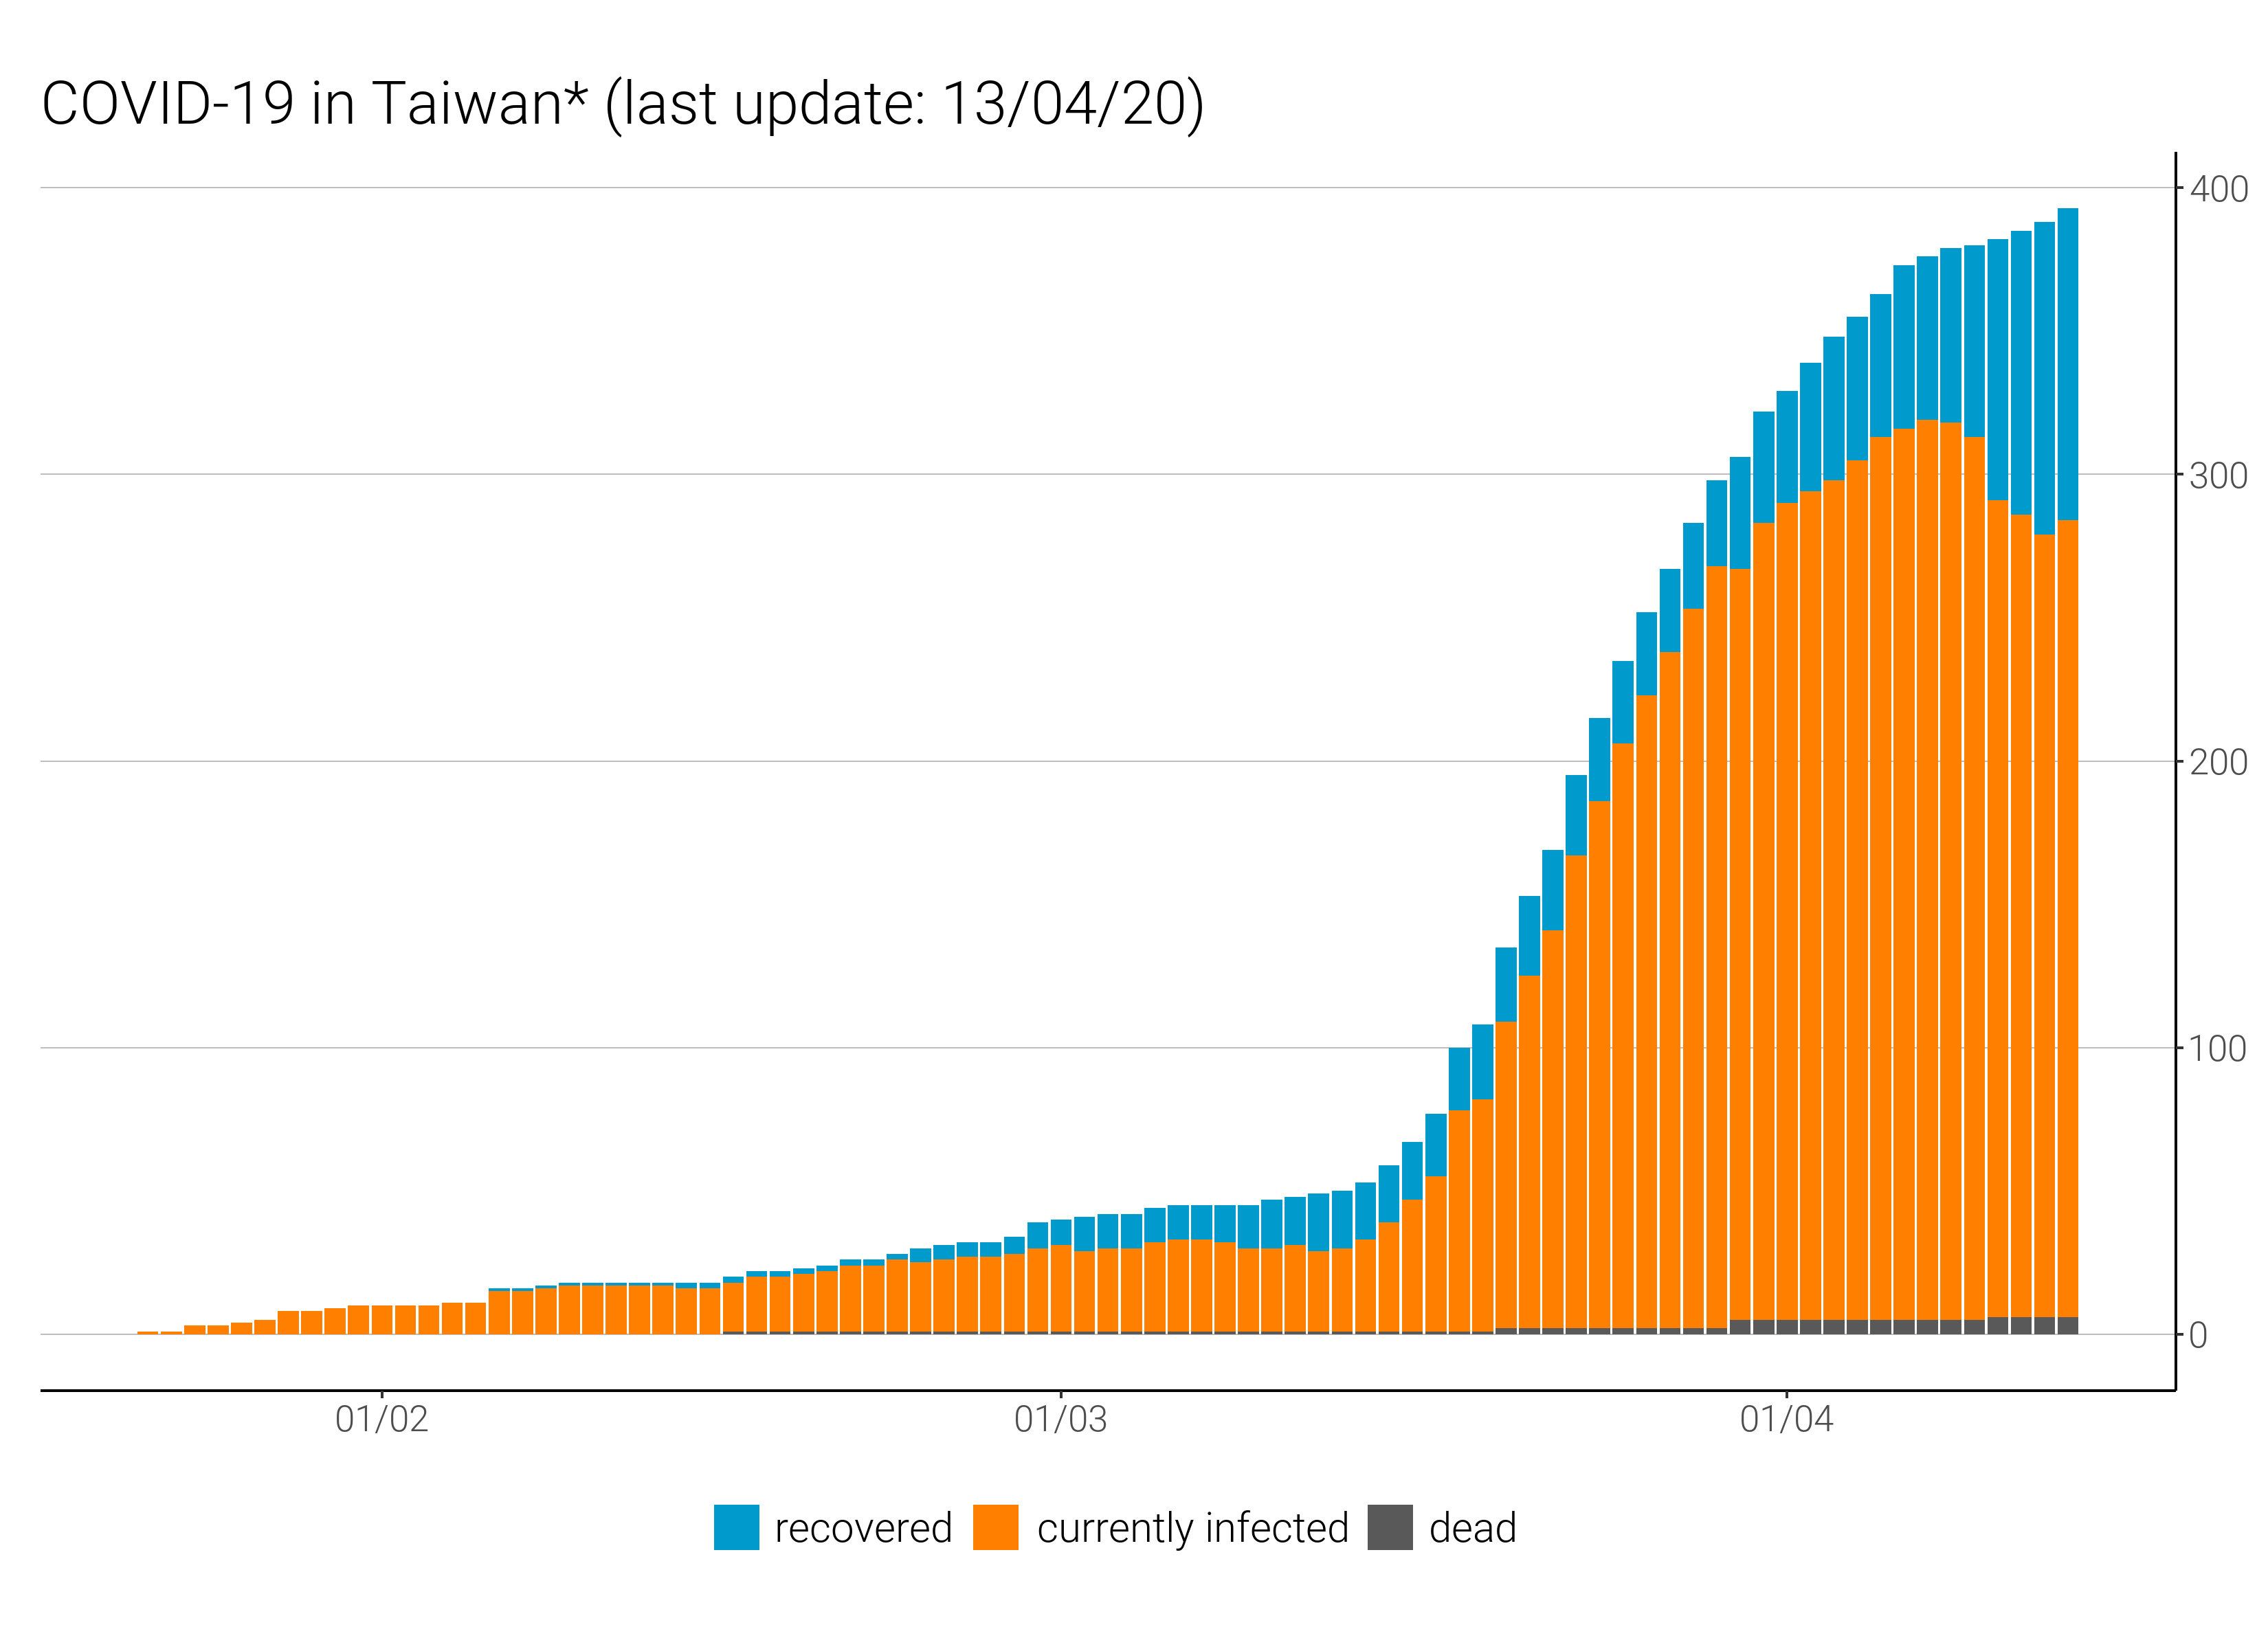 COVID-19 in Taiwan* (last update: 13/04/20)
400
300
200
100
0
01/02 01/03 01/04
recovered currently infected dead